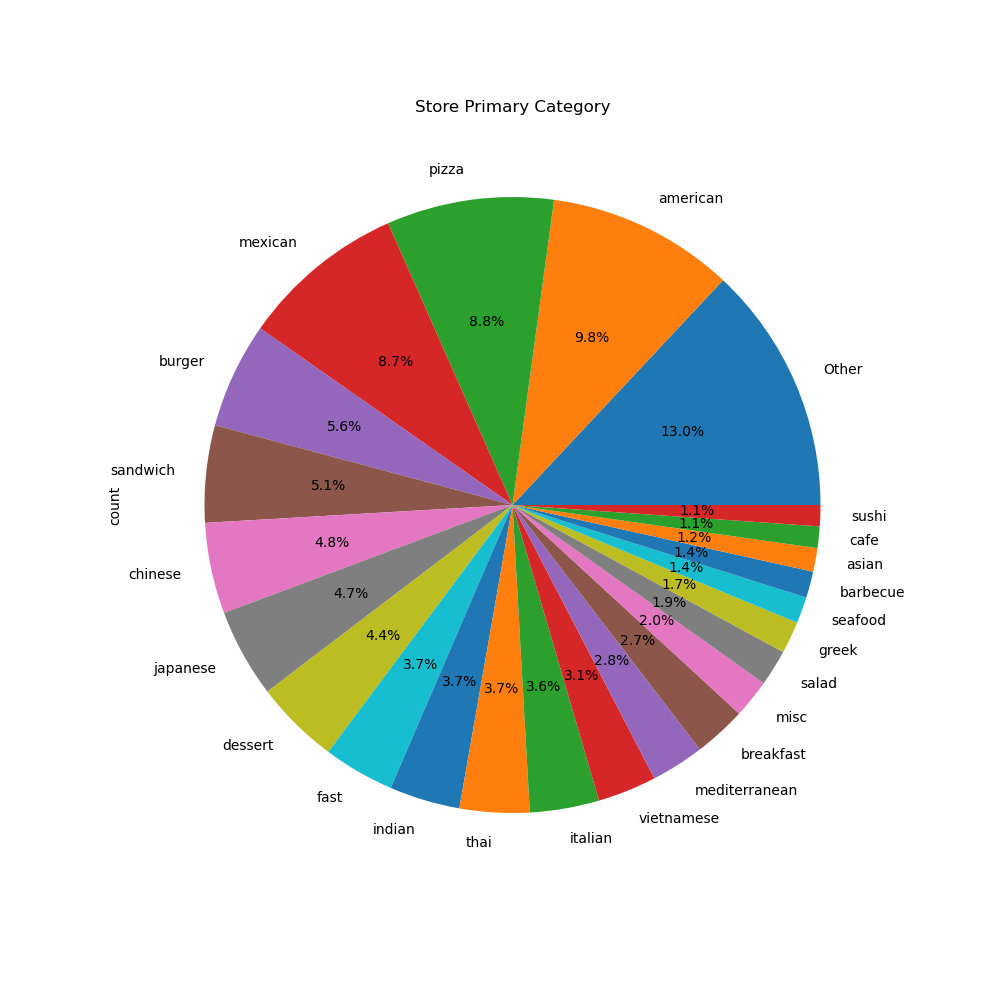 Store Primary Category
pizza
american
mexican
burger
Other
sandwich
count
chinese
japanese
dessert
fast
indian
thai
italian
vietnamese
mediterranean
breakfast
misc
salad
greek
seafood
barbecue
asian
cafe
sushi
13.0%
9.8%
8.8%
8.7%
5.6%
5.1%
4.8%
4.7%
4.4%
3.7%
3.7%
3.7%
3.6%
3.1%
2.8%
2.7%
2.0%
1.9%
1.7%
1.4%
1.4%
1.2%
1.1%
1.1%